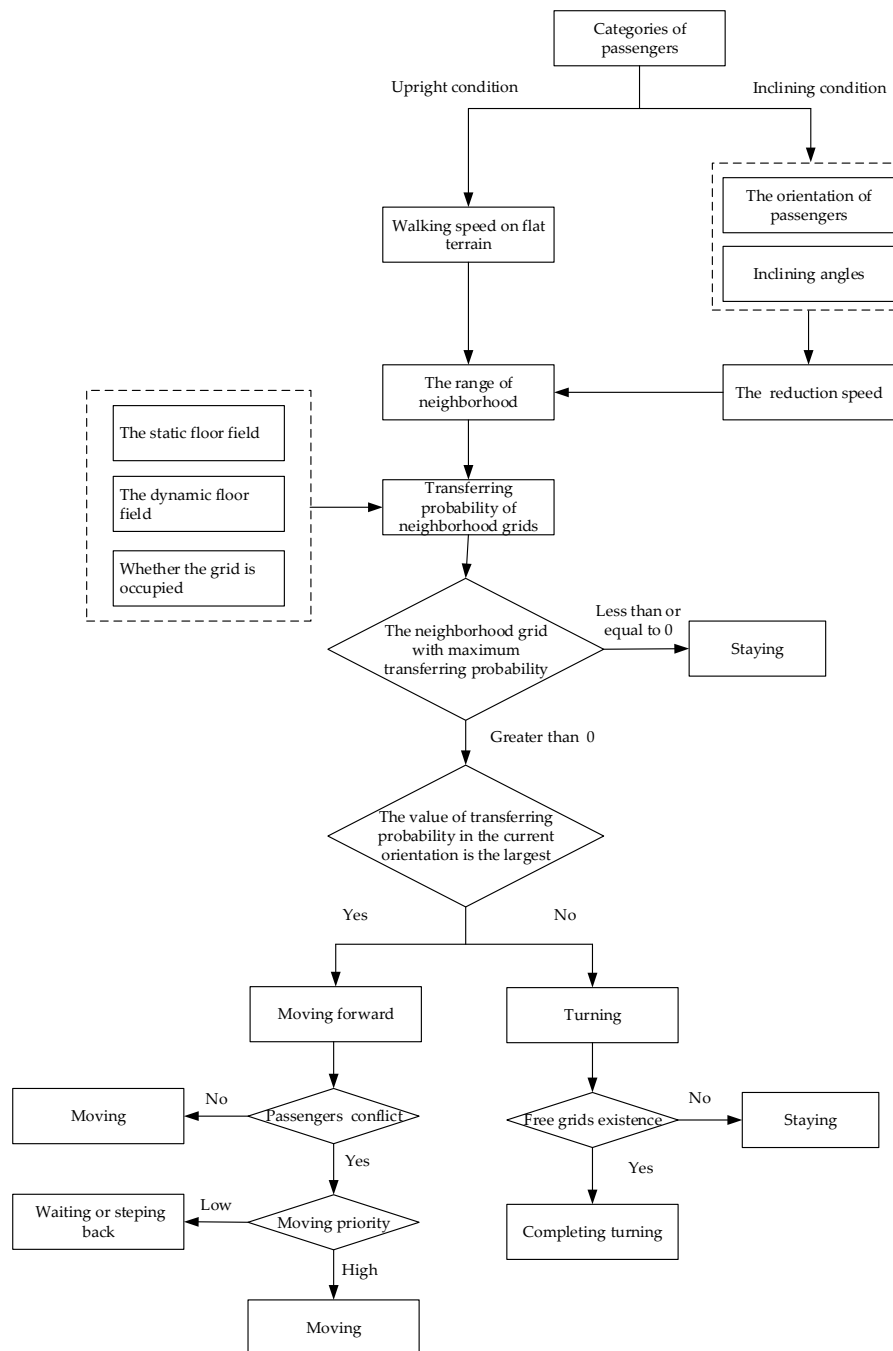 Categories of
passengers
Upright condition
Inclining condition
The orientation of
passengers
Walking speed on flat
terrain
Inclining angles
The range of
neighborhood
The reduction speed
The static floor field
The dynamic floor
field
Whether the grid is
occupied
Transferring
probability of
neighborhood grids
The neighborhood grid
with maximum
transferring probability
Less than or
equal to 0
Staying
Greater than 0
The value of transferring
probability in the current
orientation is the largest
Yes
No
Moving forward
Turning
Passengers conflict
No
Moving
Free grids existence
No
Staying
Yes
Yes
Moving priority
Low
Waiting or steping
back
Completing turning
High
Moving